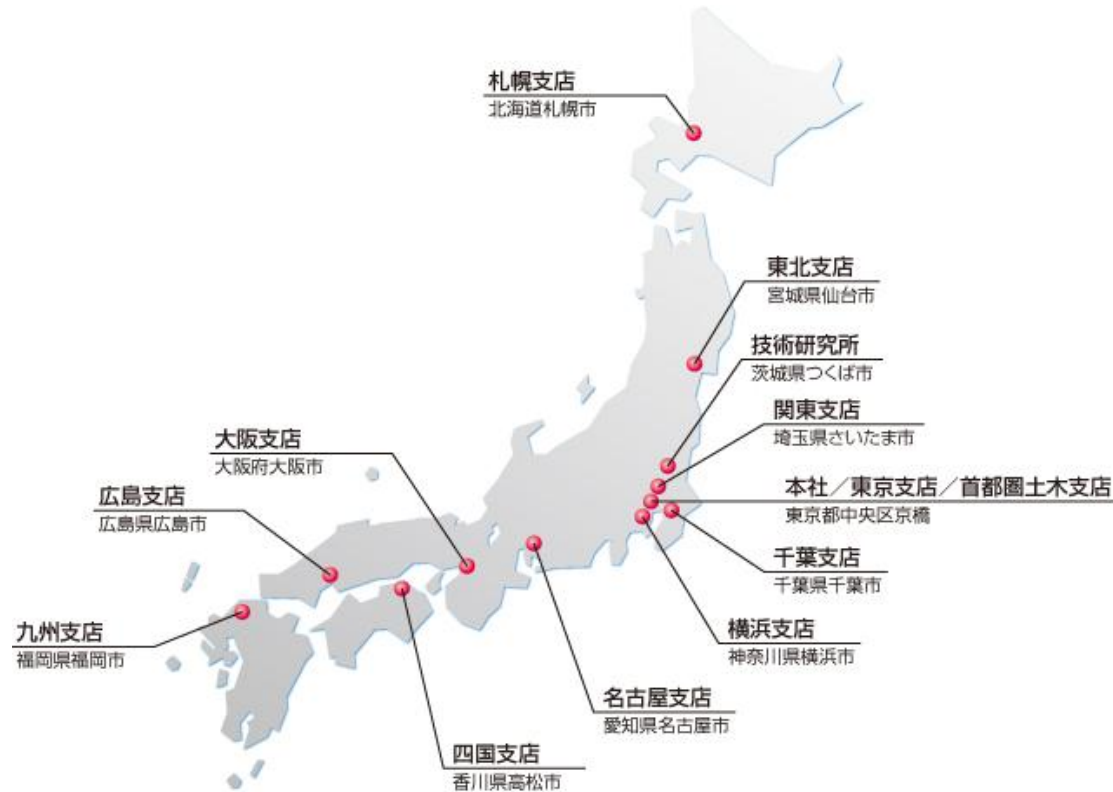 札幌支店
北海道札幌市
東北支店
宮城県仙台市
技術研究所
茨城県つくば市
関東支店
埼玉県さいたま市
大阪支店
大阪府大阪市
本社／東京支店／首都圏土木支店
東京都中央区京橋
広島支店
広島県広島市
千葉支店
千葉県千葉市
九州支店
福岡県福岡市
横浜支店
神奈川県横浜市
名古屋支店
愛知県名古屋市
四国支店
香川県高松市